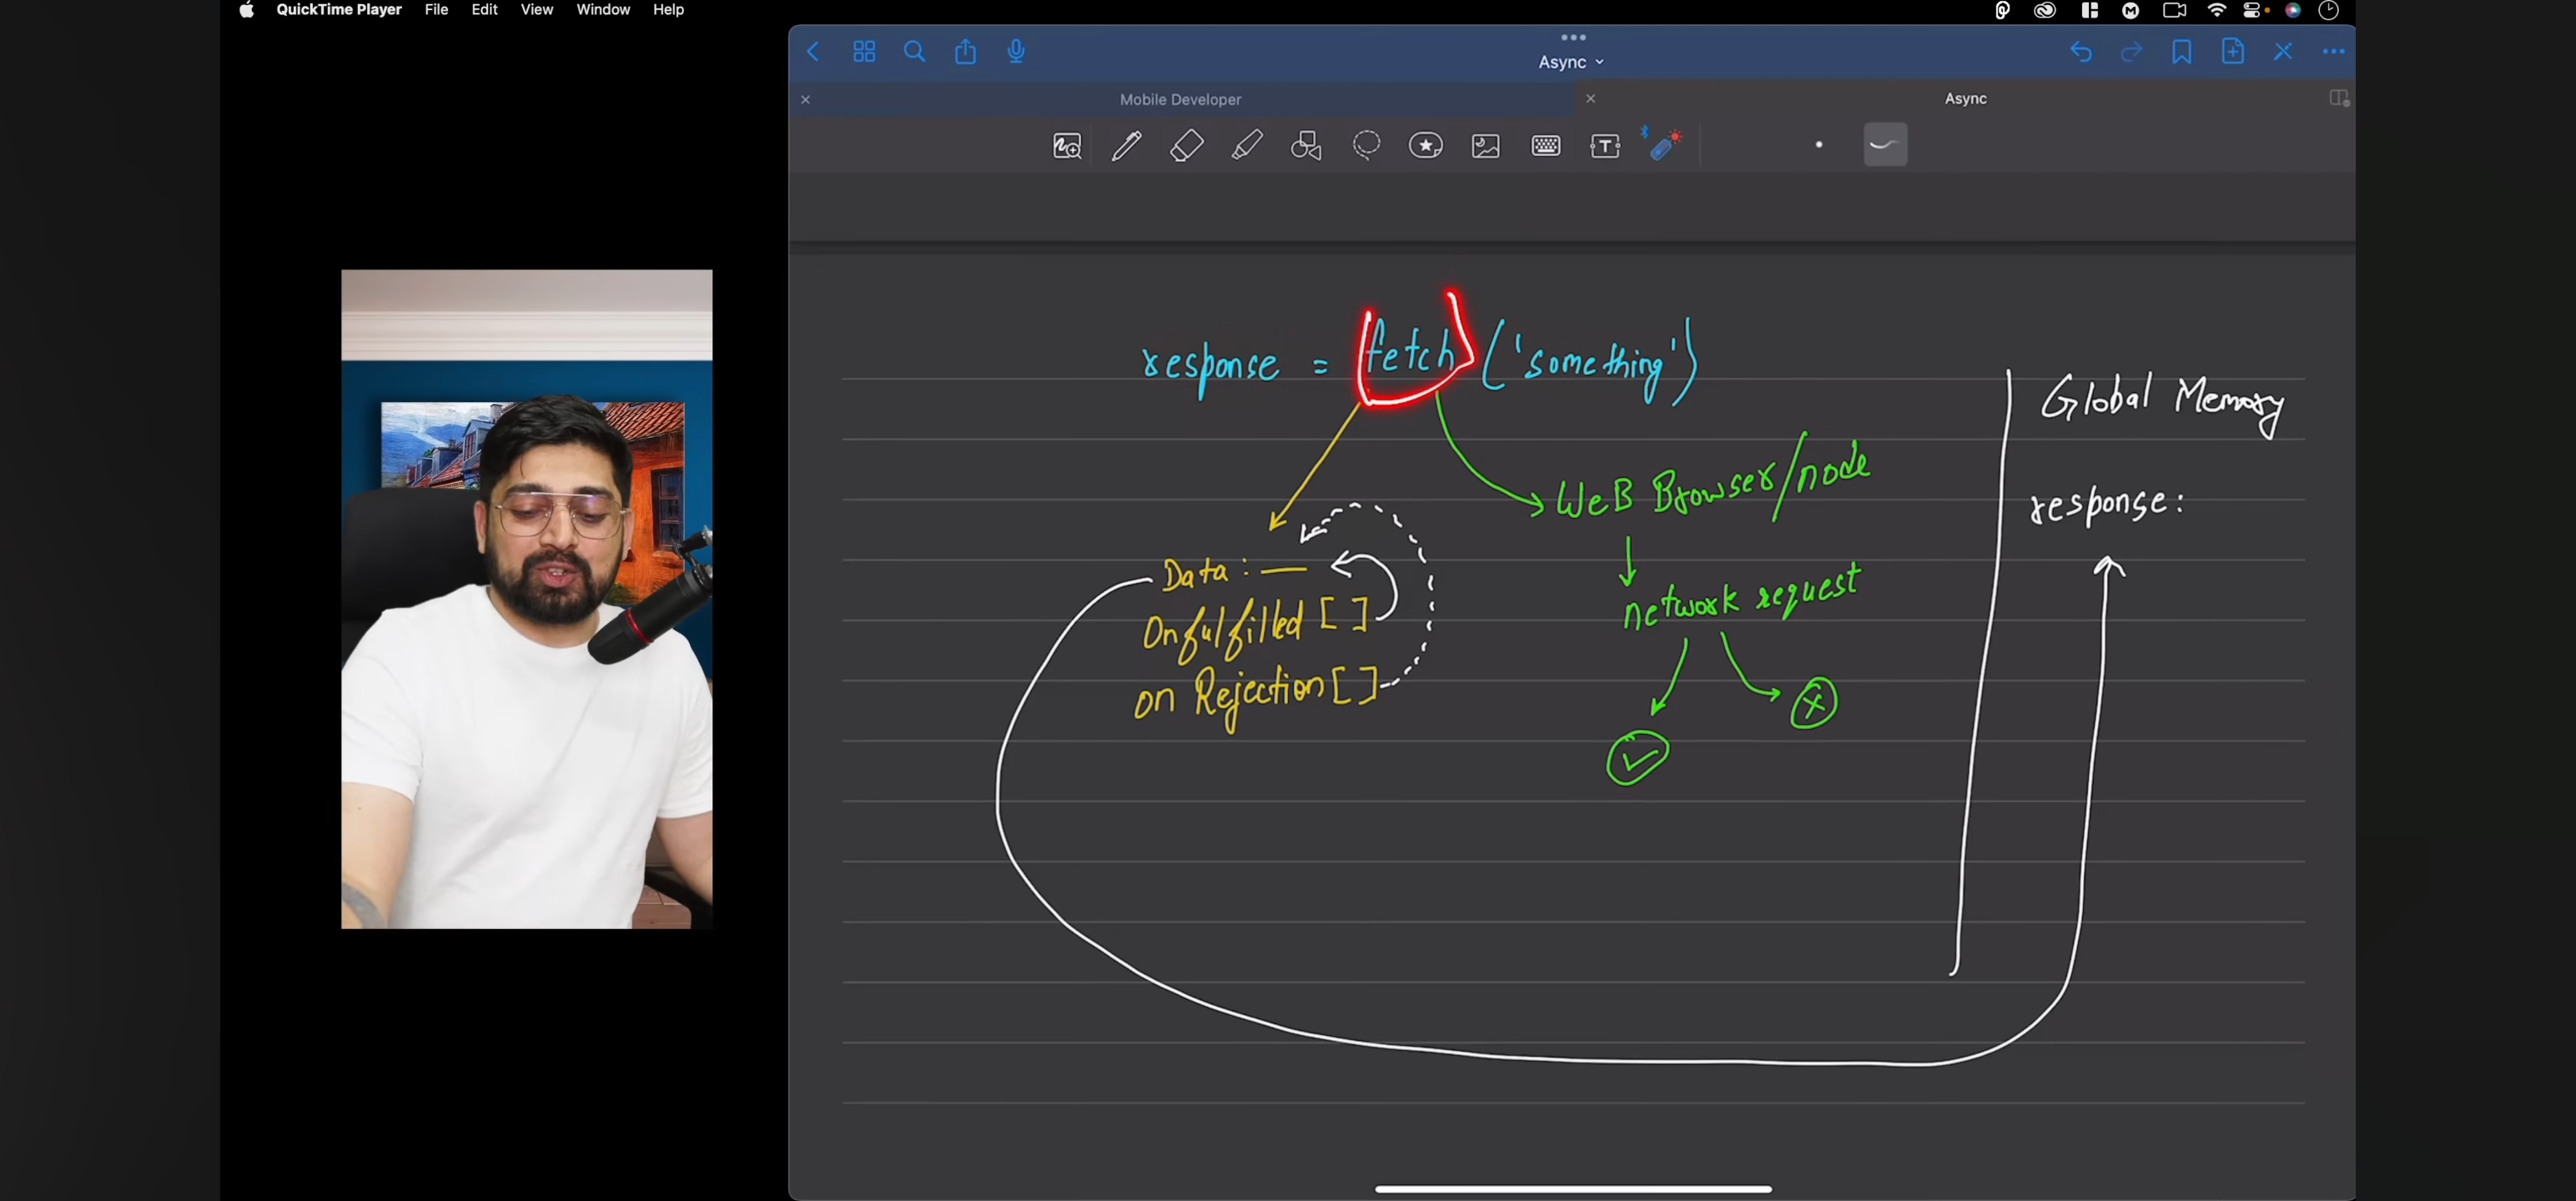 QuickTime Player File Edit View Window Help
Async
Mobile Developer
Async
response = fetch ('something')
Global Memory
WeB Browser/node
response:
Data : —
network request
Onfulfilled [ ]
on Rejection [ ]